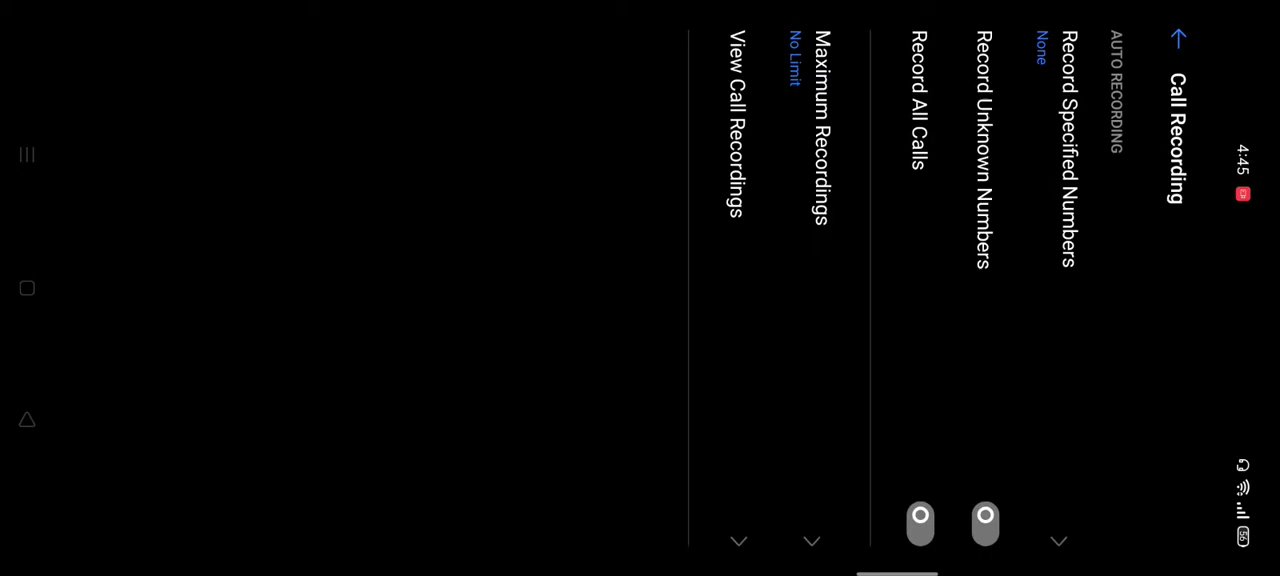 4:45
56
Call Recording
AUTO RECORDING
Record Specified Numbers
None
Record Unknown Numbers
Record All Calls
Maximum Recordings
No Limit
View Call Recordings